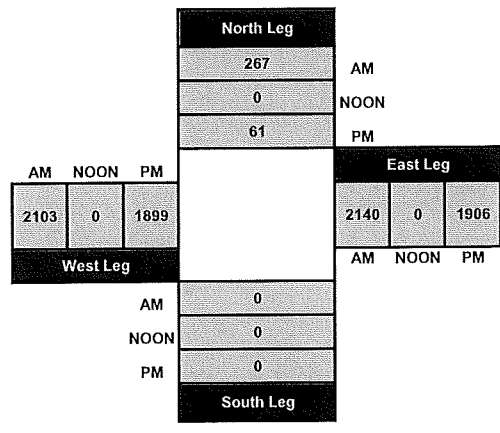 North Leg
267 AM
0 NOON
61 PM
East Leg
AM NOON PM
2103 0 1899
2140 0 1906
West Leg
AM NOON PM
AM 0
NOON 0
PM 0
South Leg